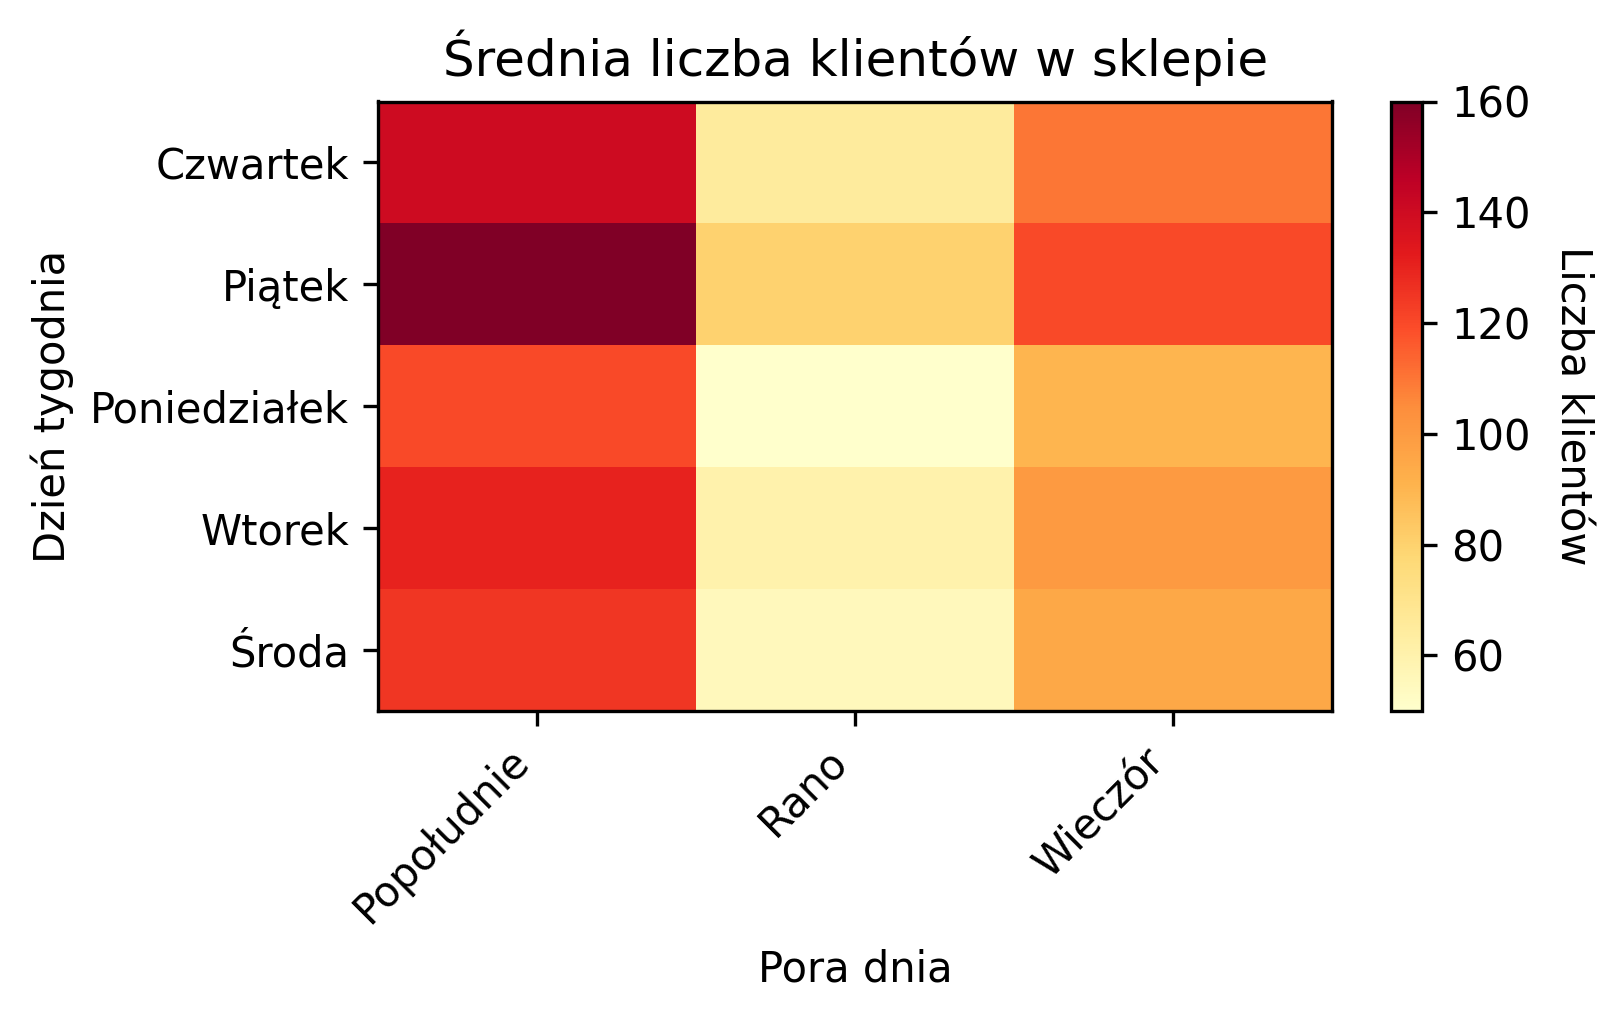 Średnia liczba klientów w sklepie
Dzień tygodnia
Czwartek
Piątek
Poniedziałek
Wtorek
Środa
Popołudnie
Rano
Wieczór
Pora dnia
160
140
120
100
80
60
Liczba klientów